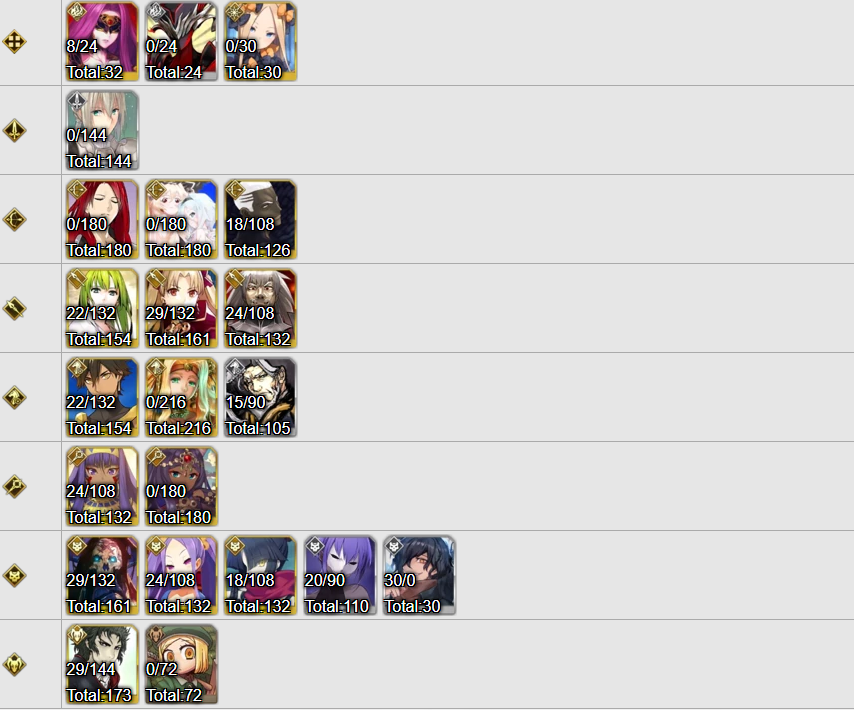 8/24
Total:32
0/24
Total:24
0/30
Total:30
0/144
Total:144
0/180
Total:180
0/180
Total:180
18/108
Total:126
22/132
Total:154
29/132
Total:161
24/108
Total:132
22/132
Total:154
0/216
Total:216
15/90
Total:105
24/108
Total:132
0/180
Total:180
29/132
Total:161
24/108
Total:132
18/108
Total:132
20/90
Total:110
30/0
Total:30
29/144
Total:173
0/72
Total:72